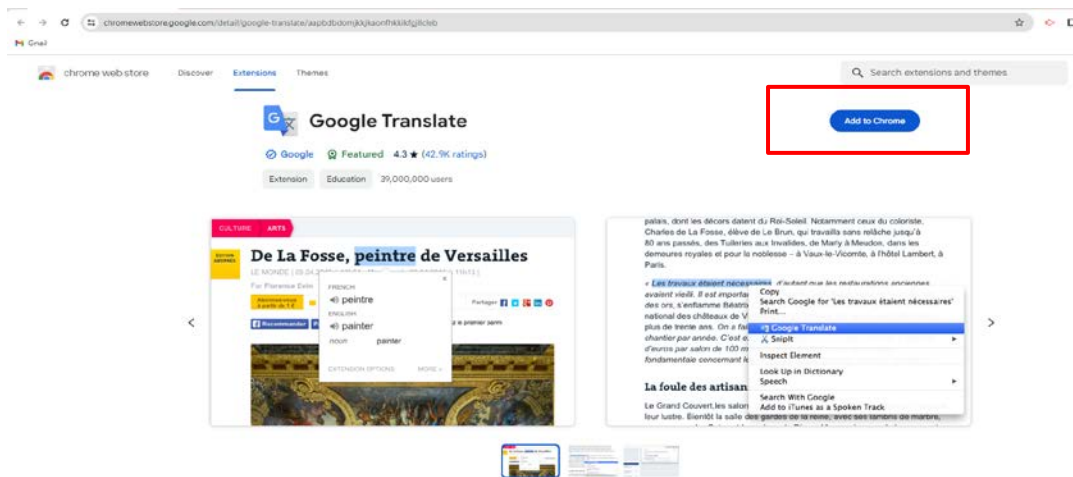 chromewebstore.google.com/detail/google-translate/aapbdbdomjkkjkaonfhkkikfgjllcleb
Gmail
chrome web store Discover Extensions Themes
Search extensions and themes
Google Translate
Add to Chrome
Google Featured 4.3 ★ (42.9K ratings)
Extension Education 39,000,000 users
CULTURE ARTS
De La Fosse, peintre de Versailles
FRENCH
peintre
ENGLISH
painter
noun painter
EXTENSION OPTIONS MORE »
Partager
Recommander
palais, dont les décors datent du Roi-Soleil. Notamment ceux du coloriste,
Charles de La Fosse, élève de Le Brun, qui travailla sans relâche jusqu'à
80 ans passés, des Tuileries aux Invalides, de Marly à Meudon, dans les
demeures royales et pour la noblesse – à Vaux-le-Vicomte, à l'hôtel Lambert, à
Paris.
« Les travaux étaient nécessaires, d'autant que les restaurations anciennes
avaient vieilli. Il est
des ors, s'enflamme
national des châteaux de
plus de trente ans. On a
chantier par année. C'est
d'euros par salon de 100
fondamentale concernant
Copy
Search Google for 'Les travaux étaient nécessaires'
Print...
Google Translate
SnipIt
Inspect Element
Look Up in Dictionary
Speech
Search With Google
Add to iTunes as a Spoken Track
La foule des artisan
Le Grand Couvert, les salon
leur lustre. Bientôt la salle des gardes de la reine, avec ses lambris de marbre,